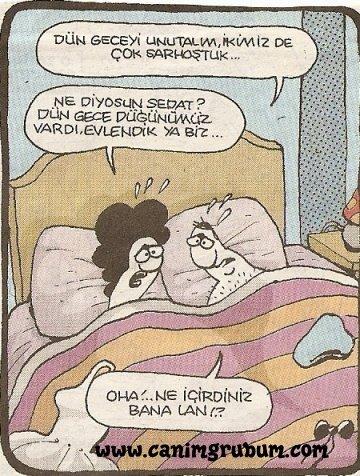 DÜN GECEYİ UNUTALIM, İKİMİZ DE
ÇOK SARHOŞTUK...
NE DİYOSUN SEDAT?
DÜN GECE DÜĞÜNÜMÜZ
VARDI, EVLENDİK YA BİZ...
OHA!.. NE İÇİRDİNİZ
BANA LAN!?
www.canimgrubum.com